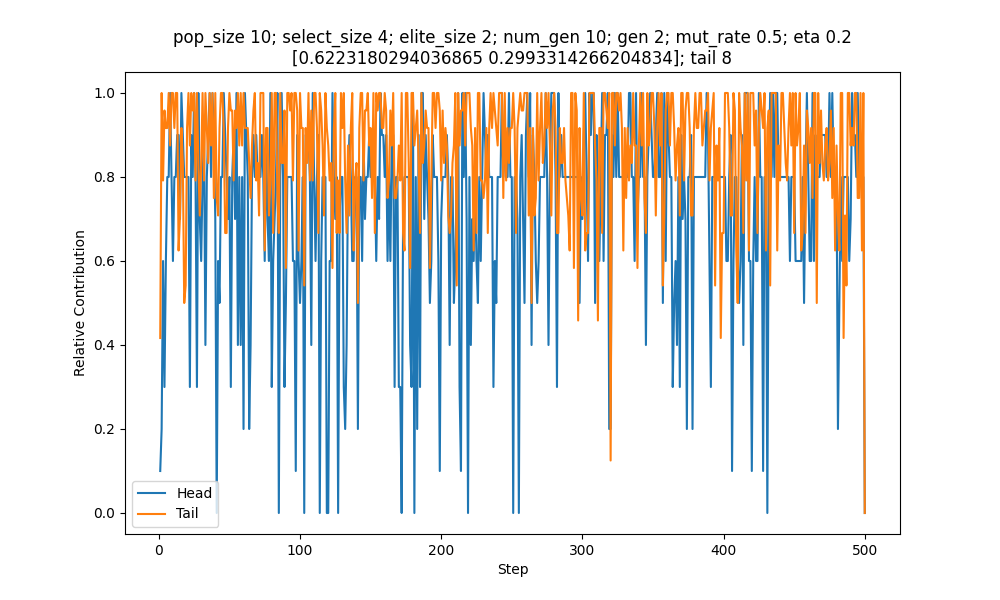 pop_size 10; select_size 4; elite_size 2; num_gen 10; gen 2; mut_rate 0.5; eta 0.2
[0.6223180294036865 0.2993314266204834]; tail 8
1.0
0.8
0.6
0.4
0.2
0.0
Relative Contribution
Head
Tail
0
100
200
300
400
500
Step